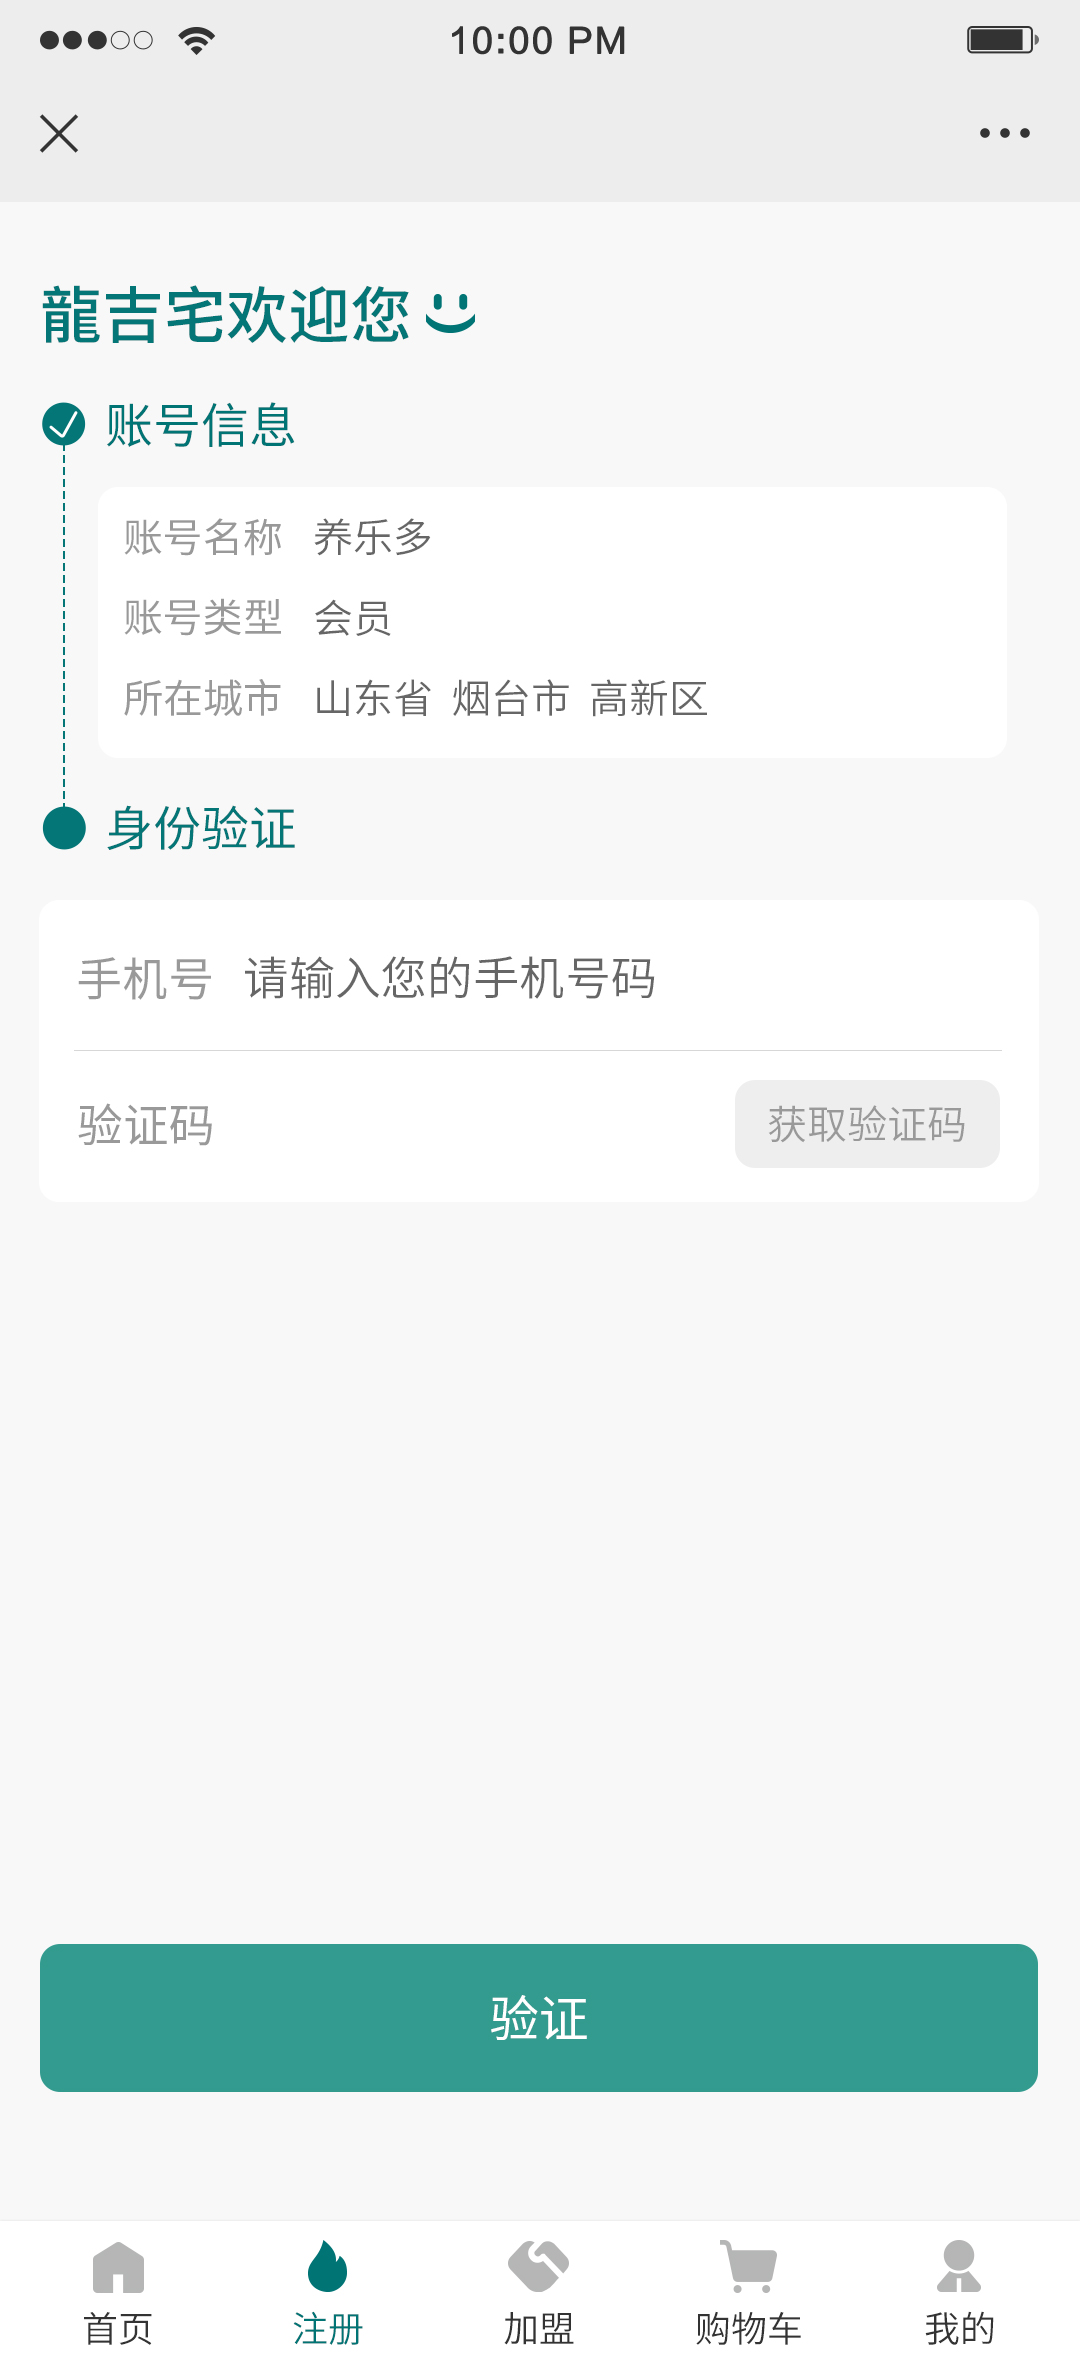 10:00 PM
龍吉宅欢迎您
账号信息
账号名称 养乐多
账号类型 会员
所在城市 山东省 烟台市 高新区
身份验证
手机号 请输入您的手机号码
验证码 获取验证码
验证
首页 注册 加盟 购物车 我的